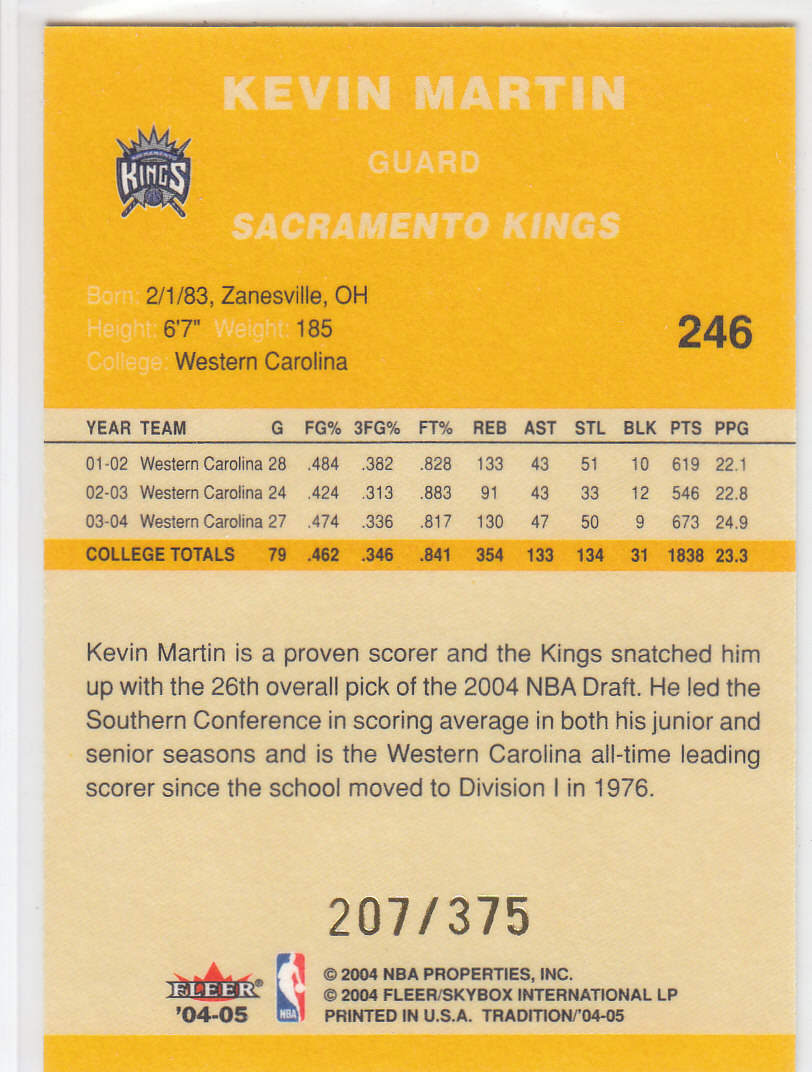 KEVIN MARTIN
GUARD
SACRAMENTO KINGS
SACRAMENTO
KINGS
Born: 2/1/83, Zanesville, OH
Height: 6'7" Weight: 185
College: Western Carolina
246
YEAR TEAM G FG% 3FG% FT% REB AST STL BLK PTS PPG
01-02 Western Carolina 28 .484 .382 .828 133 43 51 10 619 22.1
02-03 Western Carolina 24 .424 .313 .883 91 43 33 12 546 22.8
03-04 Western Carolina 27 .474 .336 .817 130 47 50 9 673 24.9
COLLEGE TOTALS 79 .462 .346 .841 354 133 134 31 1838 23.3
Kevin Martin is a proven scorer and the Kings snatched him
up with the 26th overall pick of the 2004 NBA Draft. He led the
Southern Conference in scoring average in both his junior and
senior seasons and is the Western Carolina all-time leading
scorer since the school moved to Division I in 1976.
207/375
FLEER®
'04-05
NBA
© 2004 NBA PROPERTIES, INC.
© 2004 FLEER/SKYBOX INTERNATIONAL LP
PRINTED IN U.S.A. TRADITION/'04-05